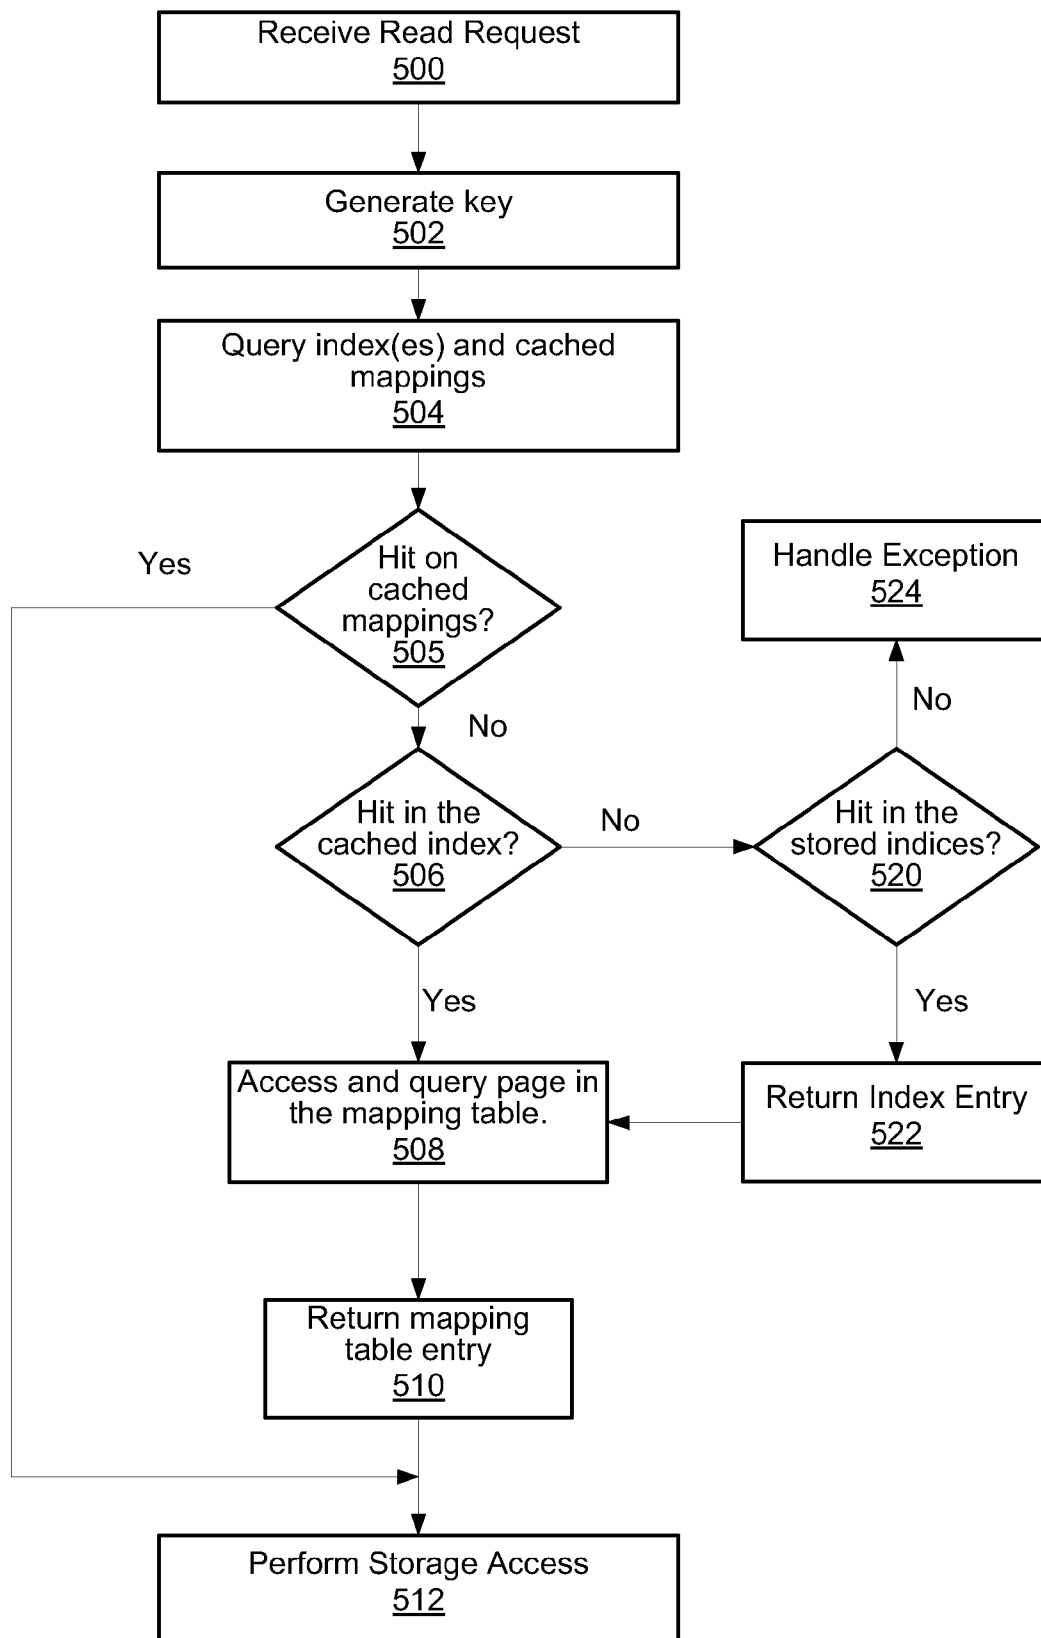 Receive Read Request
500
Generate key
502
Query index(es) and cached
mappings
504
Yes
Hit on
cached
mappings?
505
No
Handle Exception
524
No
Hit in the
cached index?
506
No
Hit in the
stored indices?
520
Yes
Yes
Access and query page in
the mapping table.
508
Return Index Entry
522
Return mapping
table entry
510
Perform Storage Access
512